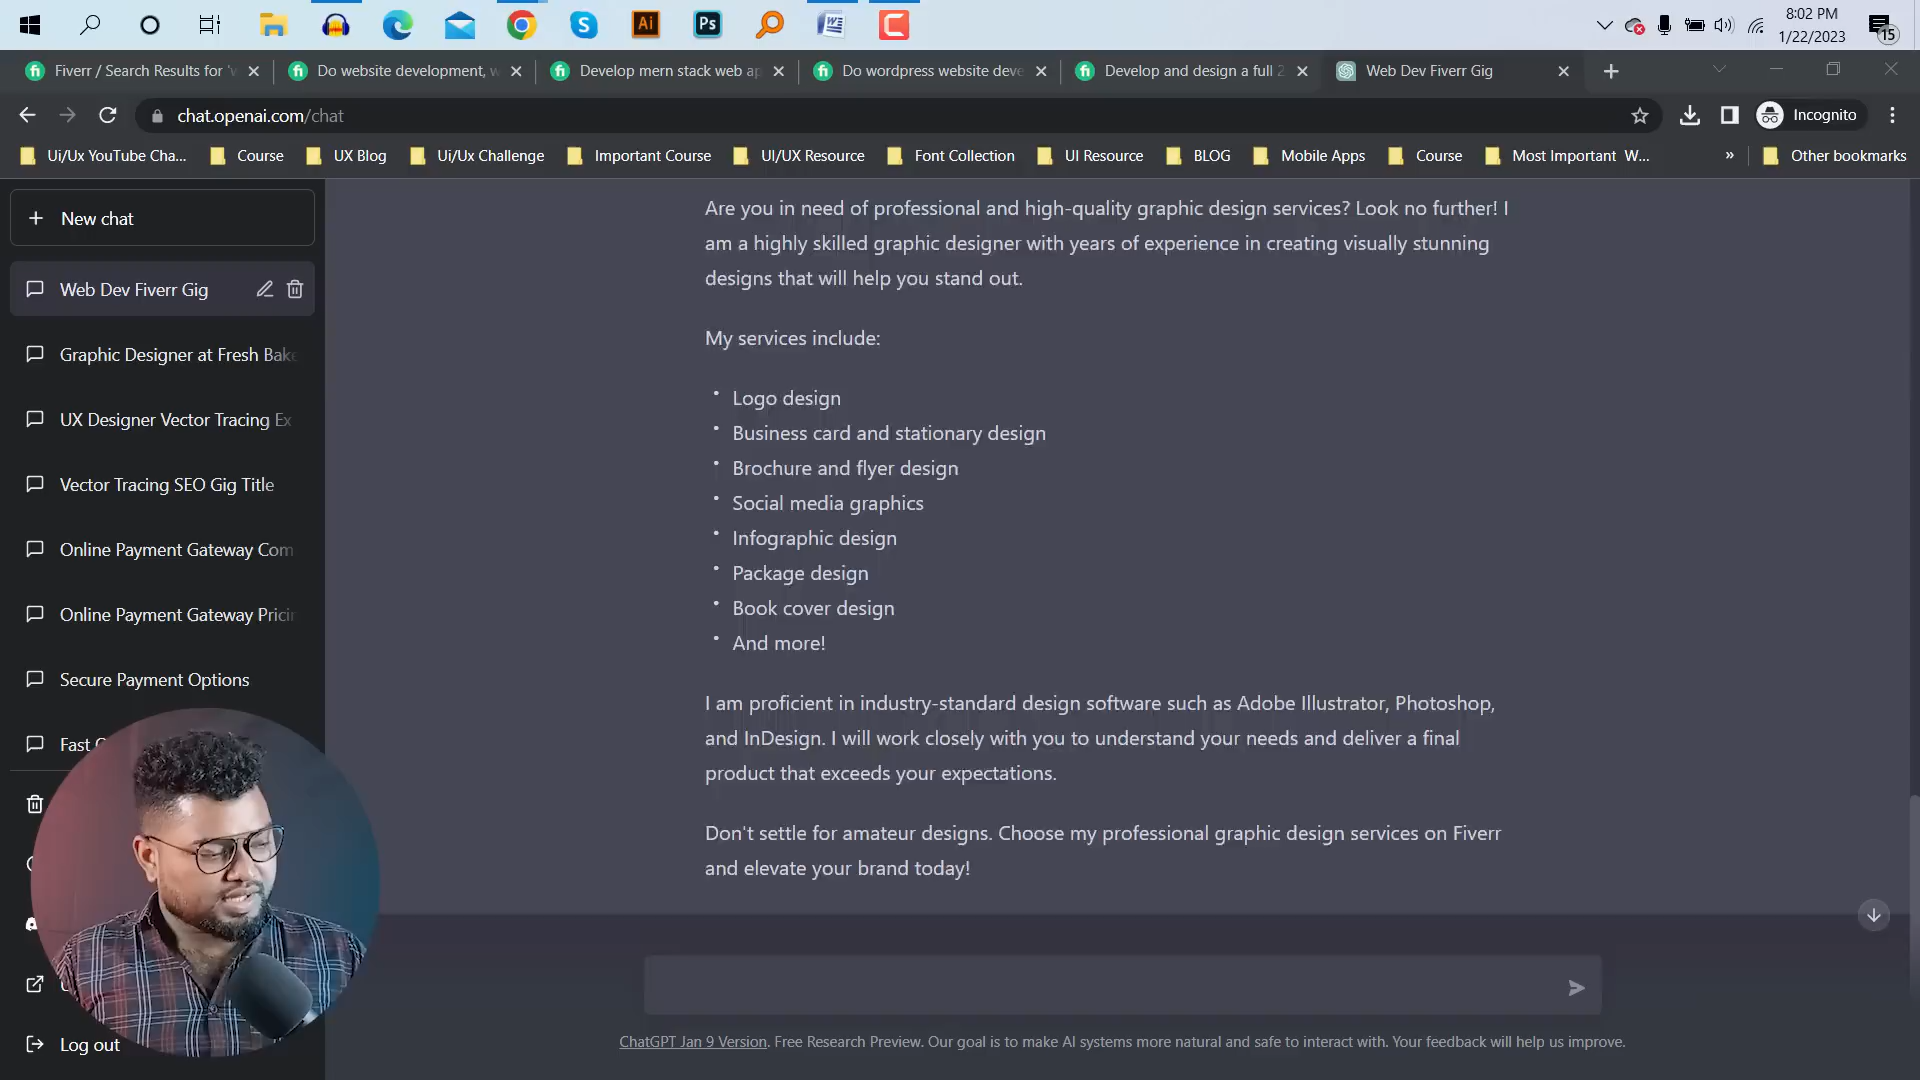 8:02 PM
1/22/2023
15
Fiverr / Search Results for 'w
Do website development, w
Develop mern stack web ap
Do wordpress website deve
Develop and design a full 2
Web Dev Fiverr Gig
chat.openai.com/chat
Incognito
Ui/Ux YouTube Cha...
Course
UX Blog
Ui/Ux Challenge
Important Course
UI/UX Resource
Font Collection
UI Resource
BLOG
Mobile Apps
Course
Most Important W...
»
Other bookmarks
New chat
Web Dev Fiverr Gig
Graphic Designer at Fresh Bake
UX Designer Vector Tracing Ex
Vector Tracing SEO Gig Title
Online Payment Gateway Com
Online Payment Gateway Pricin
Secure Payment Options
Fast
Log out
Are you in need of professional and high-quality graphic design services? Look no further! I
am a highly skilled graphic designer with years of experience in creating visually stunning
designs that will help you stand out.
My services include:
• Logo design
• Business card and stationary design
• Brochure and flyer design
• Social media graphics
• Infographic design
• Package design
• Book cover design
• And more!
I am proficient in industry-standard design software such as Adobe Illustrator, Photoshop,
and InDesign. I will work closely with you to understand your needs and deliver a final
product that exceeds your expectations.
Don't settle for amateur designs. Choose my professional graphic design services on Fiverr
and elevate your brand today!
ChatGPT Jan 9 Version. Free Research Preview. Our goal is to make AI systems more natural and safe to interact with. Your feedback will help us improve.